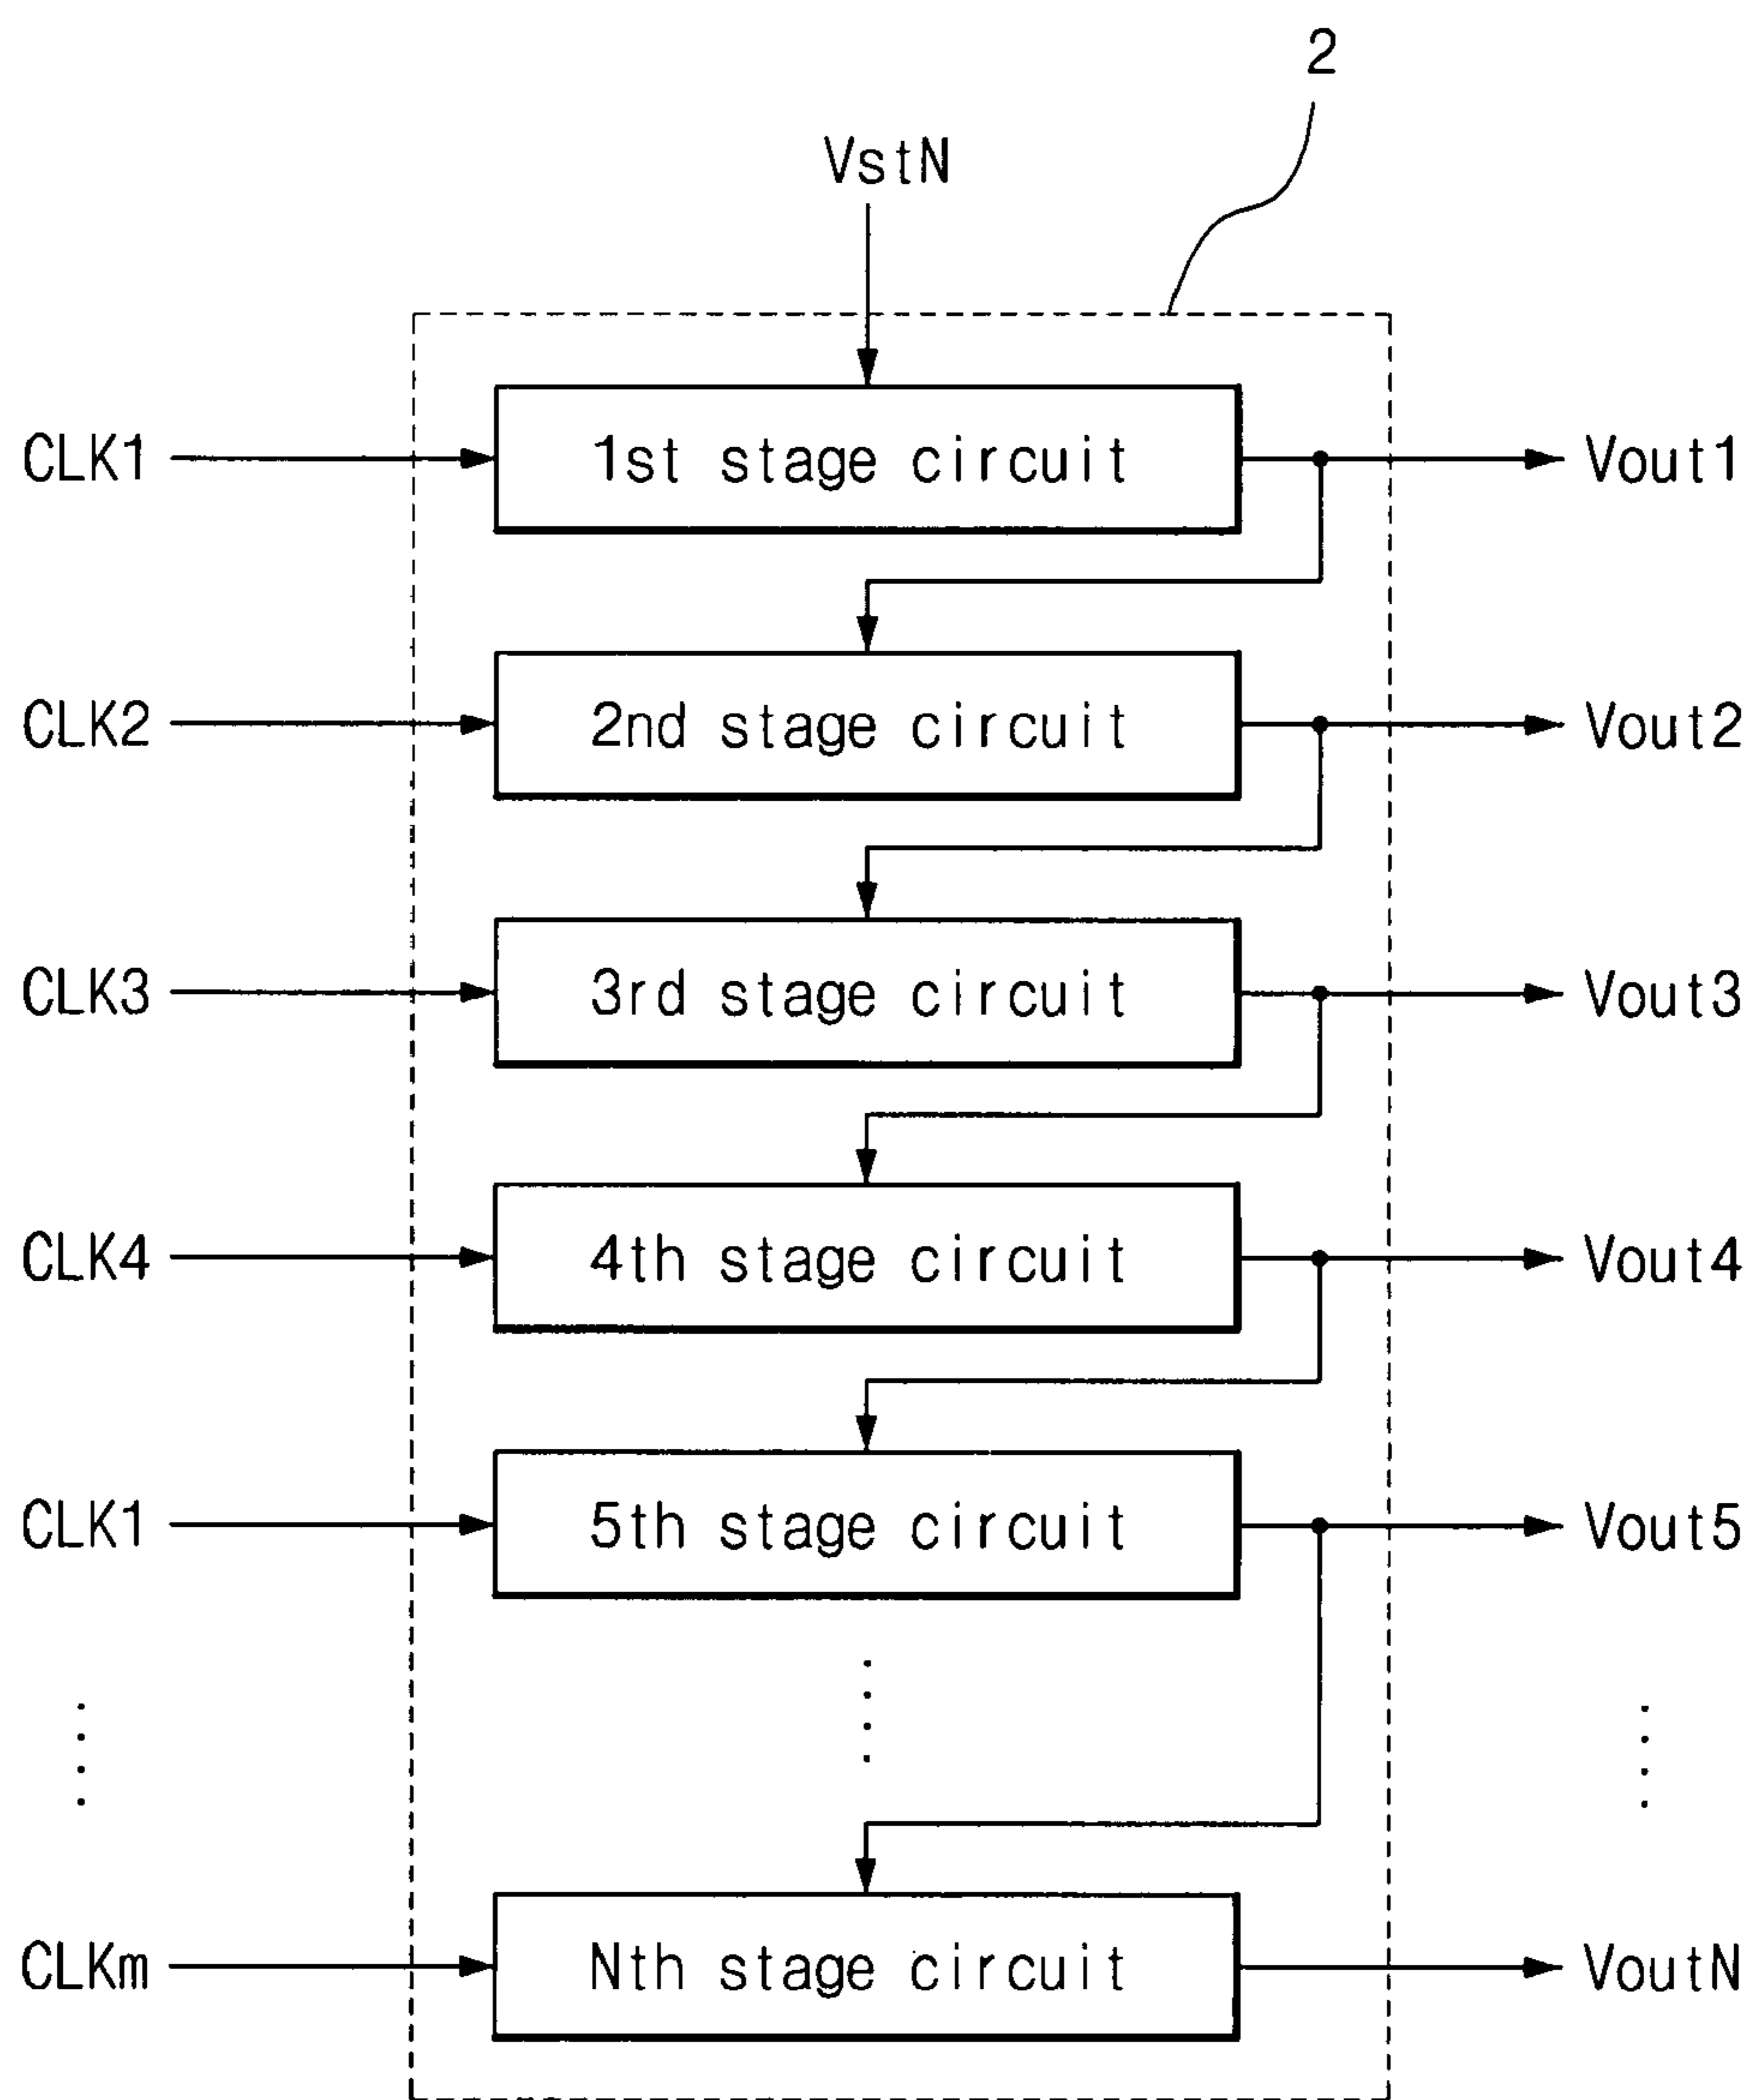 2
VstN
CLK1 1st stage circuit Vout1
CLK2 2nd stage circuit Vout2
CLK3 3rd stage circuit Vout3
CLK4 4th stage circuit Vout4
CLK1 5th stage circuit Vout5
CLKm Nth stage circuit VoutN